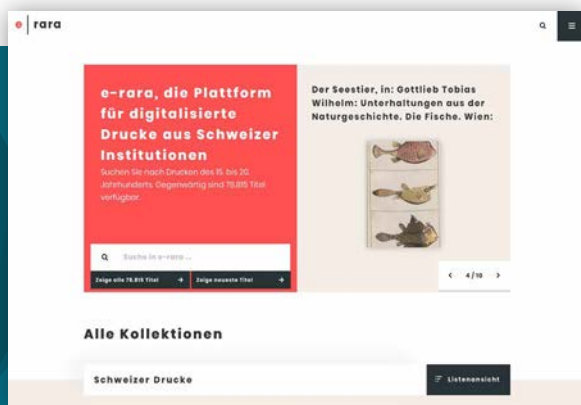 e | rara
e-rara, die Plattform
für digitalisierte
Drucke aus Schweizer
Institutionen
Suchen Sie nach Drucken des 15. bis 20.
Jahrhunderts. Gegenwärtig sind 78.815 Titel
verfügbar.
Suche in e-rara ...
Zeige alle 78.815 Titel
Zeige neueste Titel
Der Seestier, in: Gottlieb Tobias
Wilhelm: Unterhaltungen aus der
Naturgeschichte. Die Fische. Wien:
4/10
Alle Kollektionen
Schweizer Drucke
Listenansicht